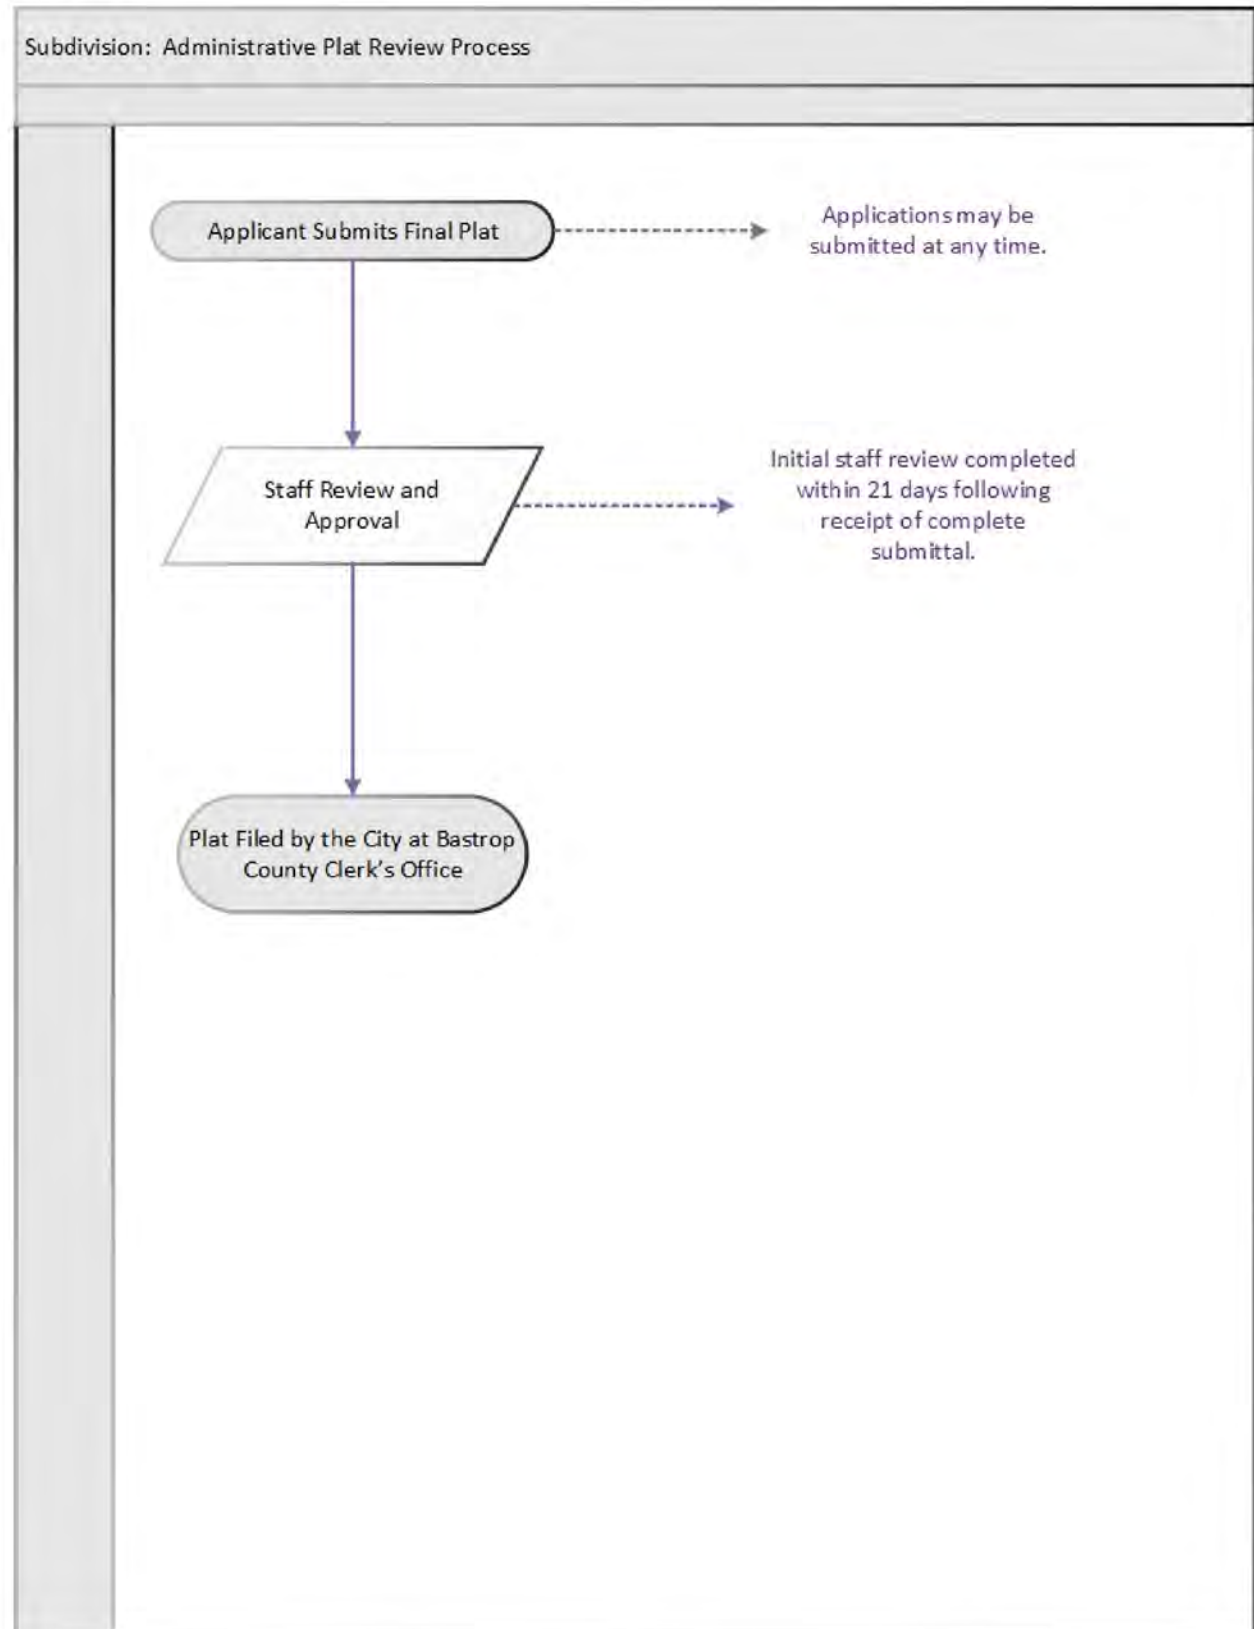 Subdivision: Administrative Plat Review Process
Applicant Submits Final Plat
Applications may be
submitted at any time.
Staff Review and
Approval
Initial staff review completed
within 21 days following
receipt of complete
submittal.
Plat Filed by the City at Bastrop
County Clerk's Office